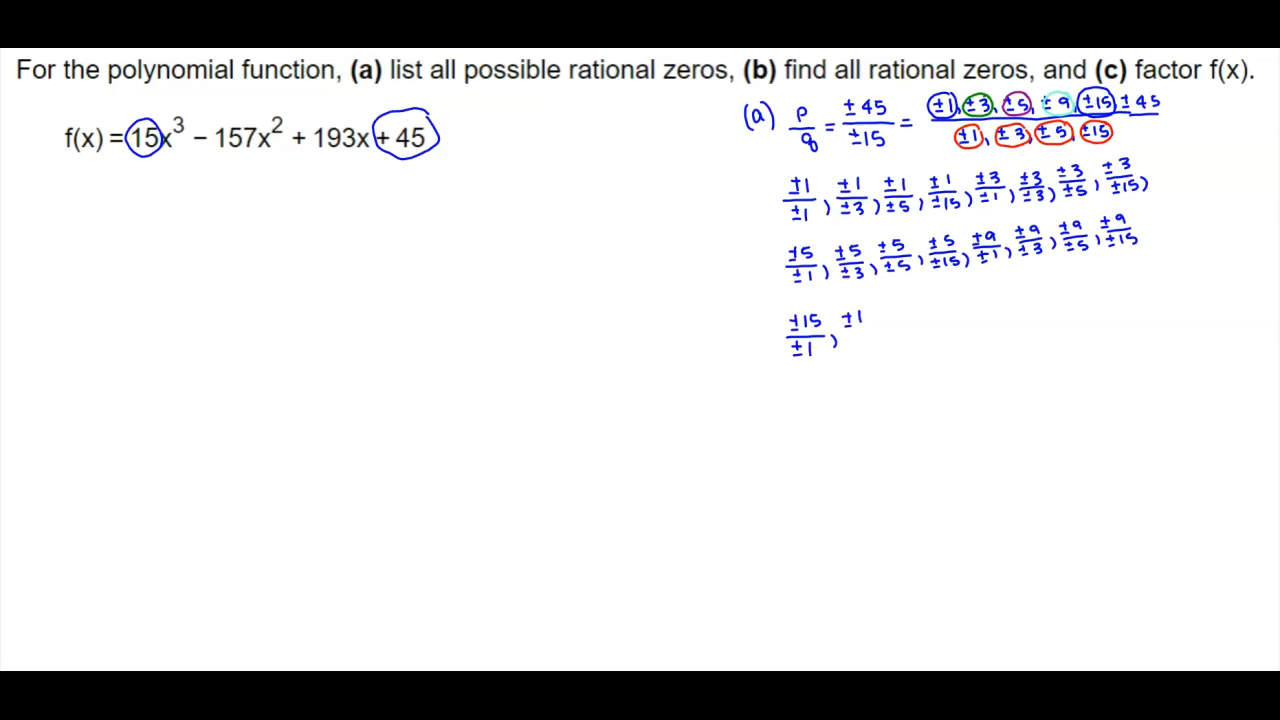 For the polynomial function, (a) list all possible rational zeros, (b) find all rational zeros, and (c) factor f(x).
f(x) = 15x³ − 157x² + 193x + 45
(a) p/q = ±45/±15 = ±1, ±3, ±5, ±9, ±15, ±45 / ±1, ±3, ±5, ±15
±1/±1, ±1/±3, ±1/±5, ±1/±15, ±3/±1, ±3/±3, ±3/±5, ±3/±15,
±5/±1, ±5/±3, ±5/±5, ±5/±15, ±9/±1, ±9/±3, ±9/±5, ±9/±15
±15/±1, ±1